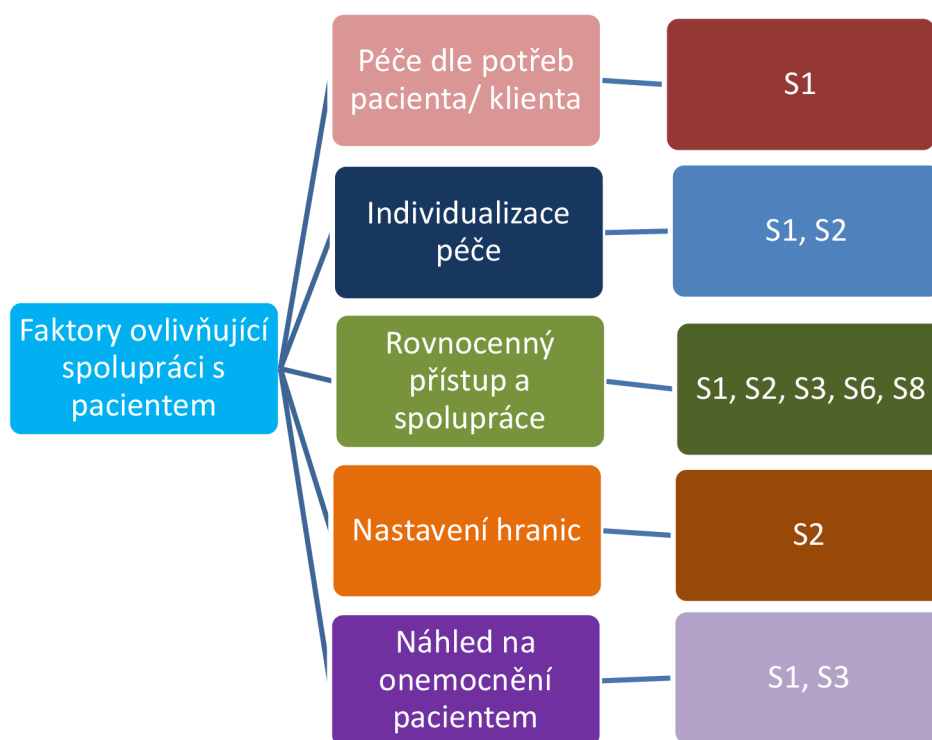 Faktory ovlivňující
spolupráci s
pacientem
Péče dle potřeb
pacienta/ klienta
S1
Individualizace
péče
S1, S2
Rovnocenný
přístup a
spolupráce
S1, S2, S3, S6, S8
Nastavení hranic
S2
Náhled na
onemocnění
pacientem
S1, S3